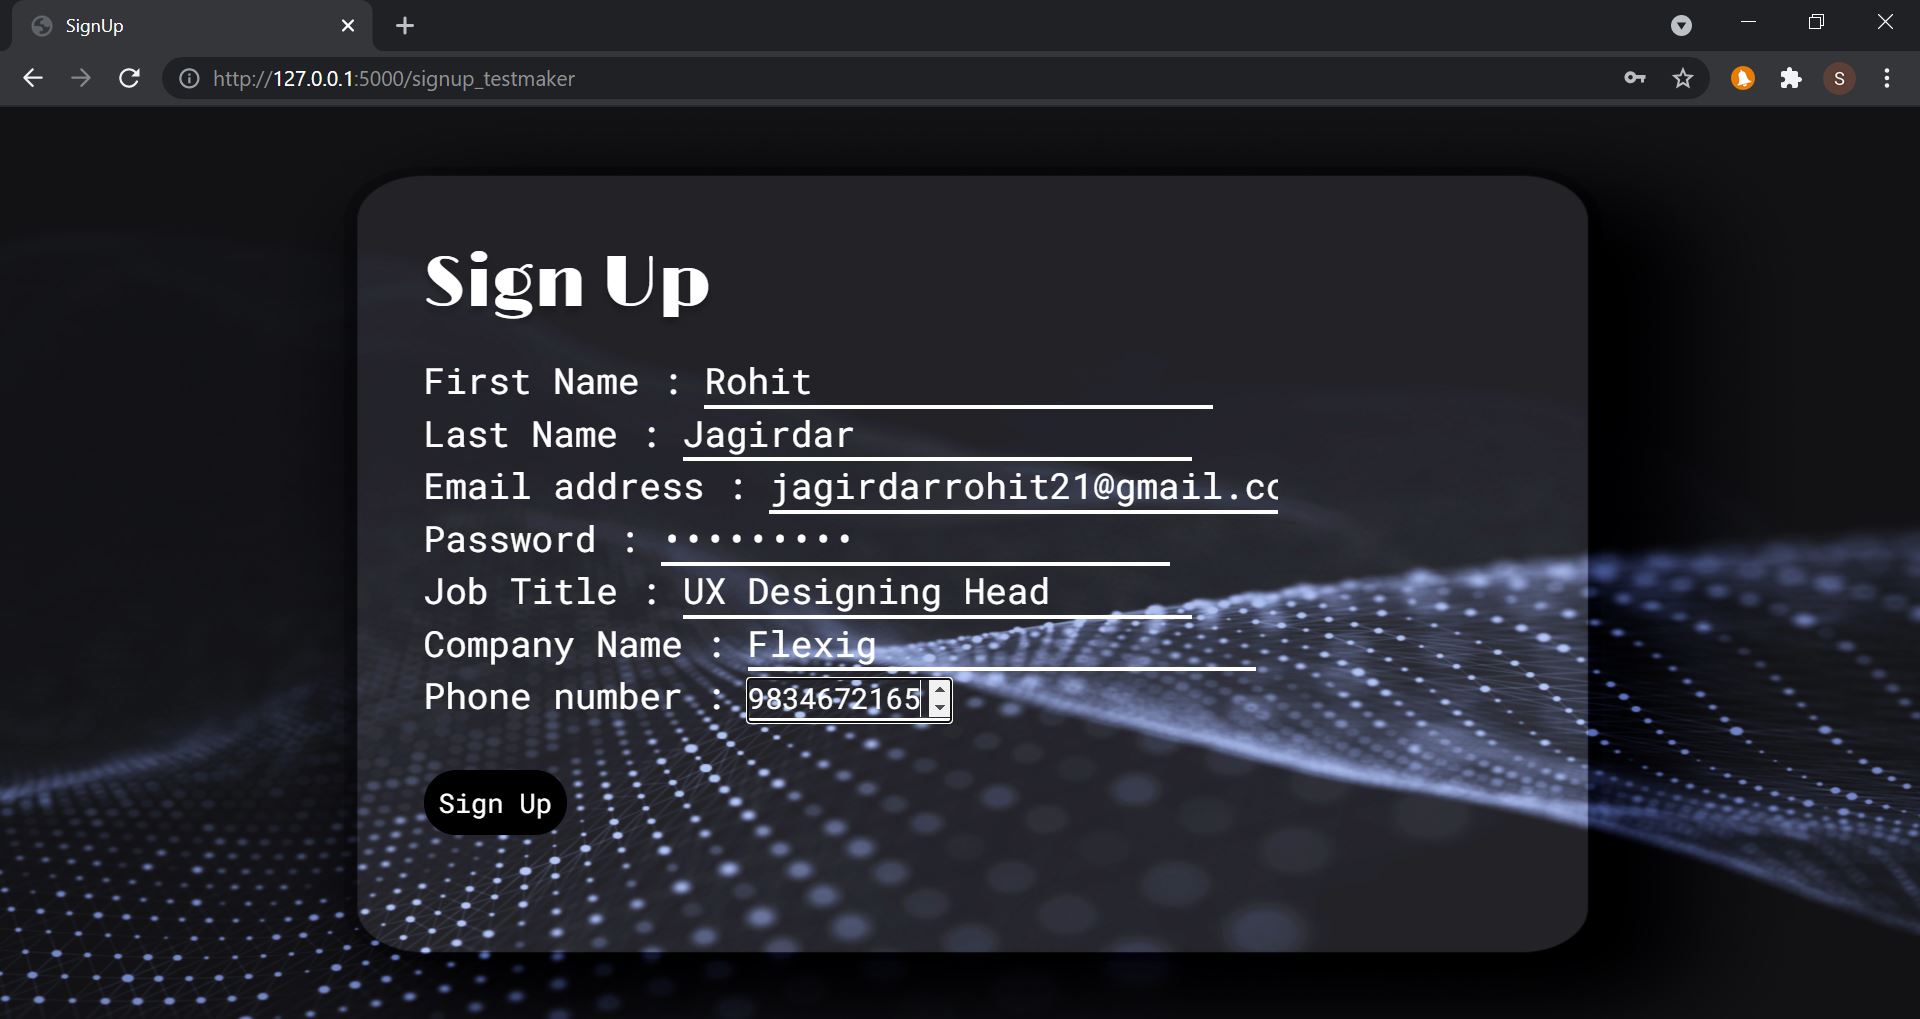 SignUp
http://127.0.0.1:5000/signup_testmaker
S
Sign Up
First Name : Rohit
Last Name : Jagirdar
Email address : jagirdarrohit21@gmail.cc
Password : •••••••••
Job Title : UX Designing Head
Company Name : Flexig
Phone number : 9834672165
Sign Up